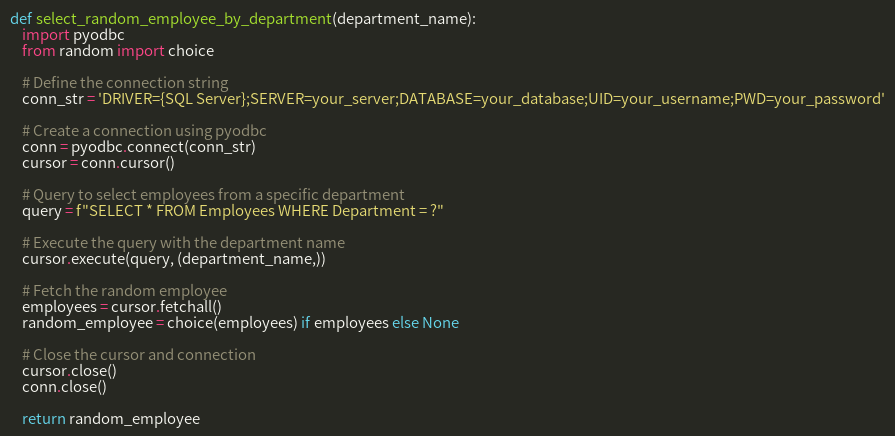 def select_random_employee_by_department(department_name):
import pyodbc
from random import choice
# Define the connection string
conn_str = 'DRIVER={SQL Server};SERVER=your_server;DATABASE=your_database;UID=your_username;PWD=your_password'
# Create a connection using pyodbc
conn = pyodbc.connect(conn_str)
cursor = conn.cursor()
# Query to select employees from a specific department
query = f"SELECT * FROM Employees WHERE Department = ?"
# Execute the query with the department name
cursor.execute(query, (department_name,))
# Fetch the random employee
employees = cursor.fetchall()
random_employee = choice(employees) if employees else None
# Close the cursor and connection
cursor.close()
conn.close()
return random_employee